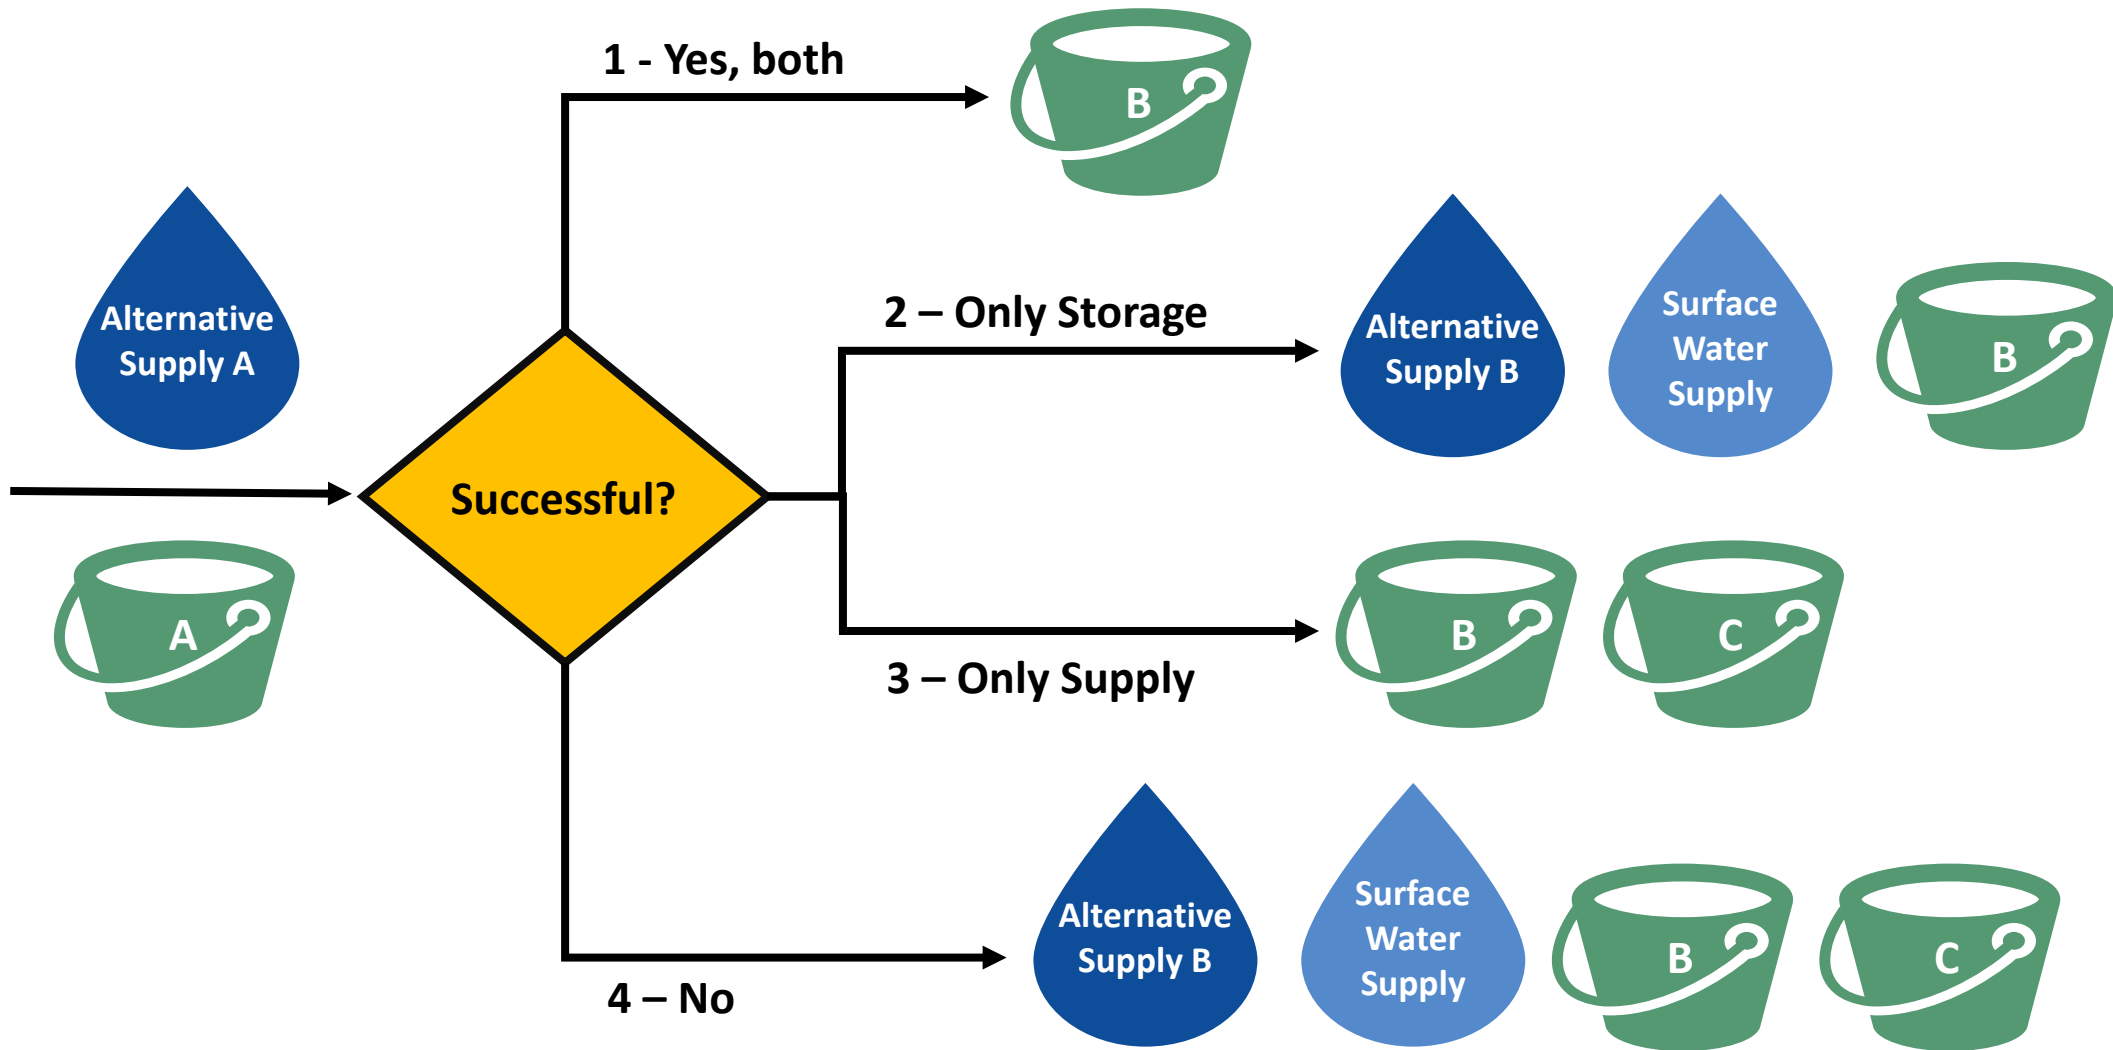 1 - Yes, both
B
Alternative
Supply A
2 – Only Storage
Alternative
Supply B
Surface
Water
Supply
B
Successful?
A
3 – Only Supply
B
C
4 – No
Alternative
Supply B
Surface
Water
Supply
B
C